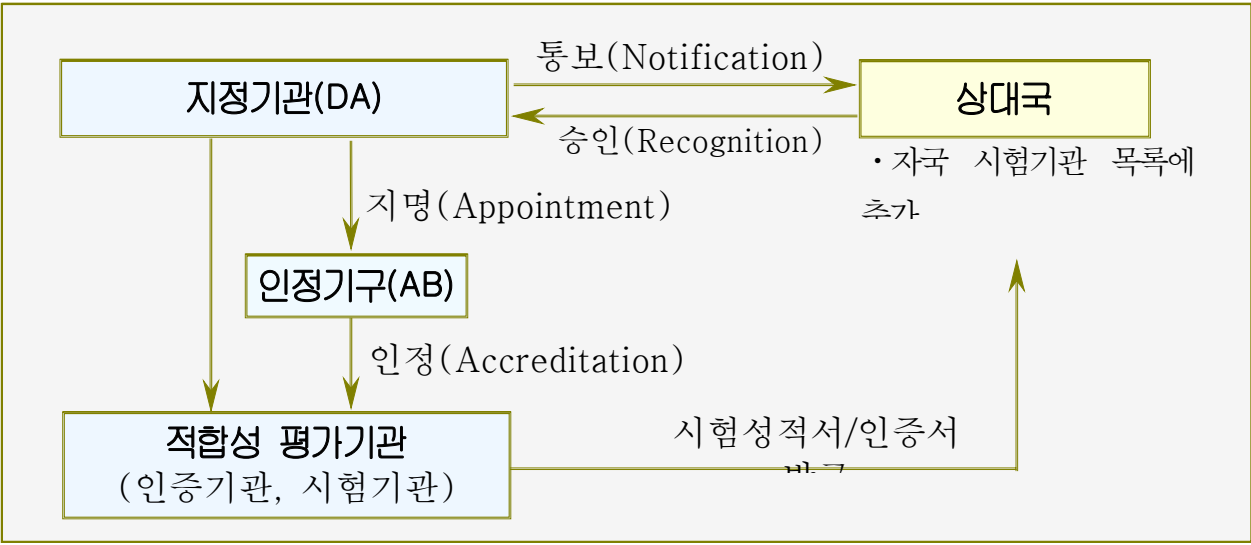 통보(Notification)
지정기관(DA)
상대국
승인(Recognition)
・자국 시험기관 목록에
추가
지명(Appointment)
인정기구(AB)
인정(Accreditation)
적합성 평가기관
(인증기관, 시험기관)
시험성적서/인증서